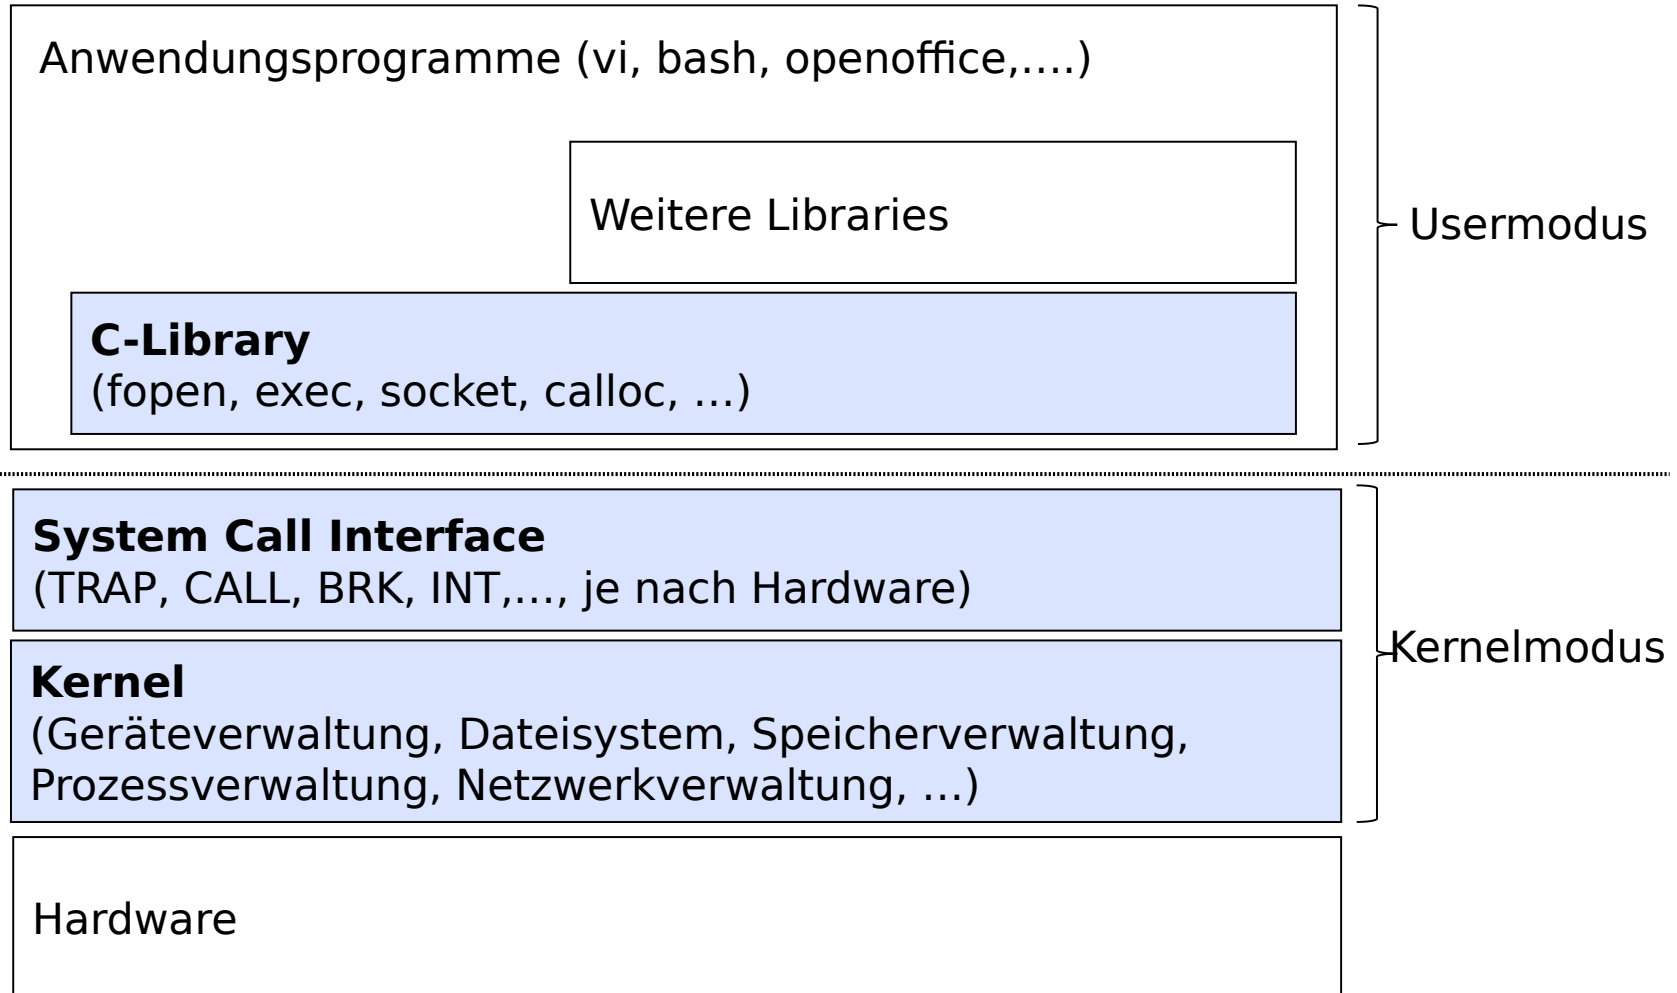 Anwendungsprogramme (vi, bash, openoffice,....)
Weitere Libraries
Usermodus
C-Library
(fopen, exec, socket, calloc, ...)
System Call Interface
(TRAP, CALL, BRK, INT,..., je nach Hardware)
Kernelmodus
Kernel
(Geräteverwaltung, Dateisystem, Speicherverwaltung,
Prozessverwaltung, Netzwerkverwaltung, ...)
Hardware